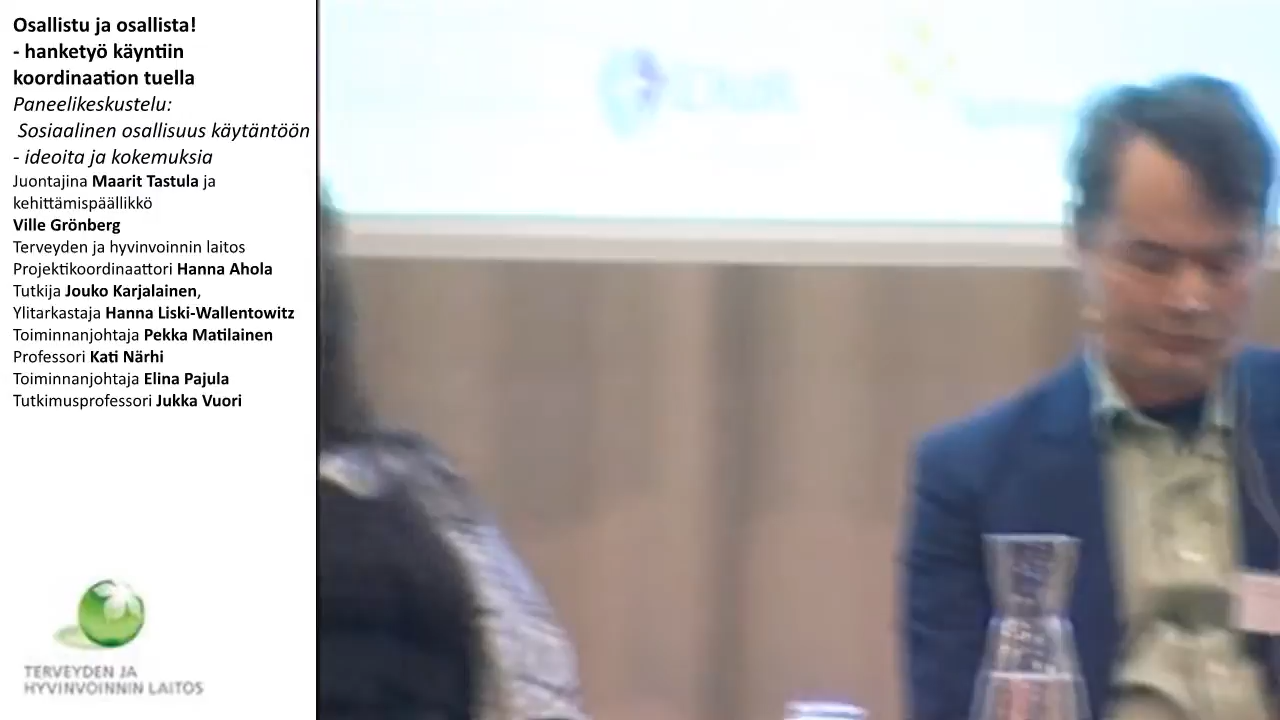 Osallistu ja osallista!
- hanketyö käyntiin
koordinaation tuella
Paneelikeskustelu:
Sosiaalinen osallisuus käytäntöön
- ideoita ja kokemuksia
Juontajina Maarit Tastula ja
kehittämispäällikkö
Ville Grönberg
Terveyden ja hyvinvoinnin laitos
Projektikoordinaattori Hanna Ahola
Tutkija Jouko Karjalainen,
Ylitarkastaja Hanna Liski-Wallentowitz
Toiminnanjohtaja Pekka Matilainen
Professori Kati Närhi
Toiminnanjohtaja Elina Pajula
Tutkimusprofessori Jukka Vuori
TERVEYDEN JA
HYVINVOINNIN LAITOS